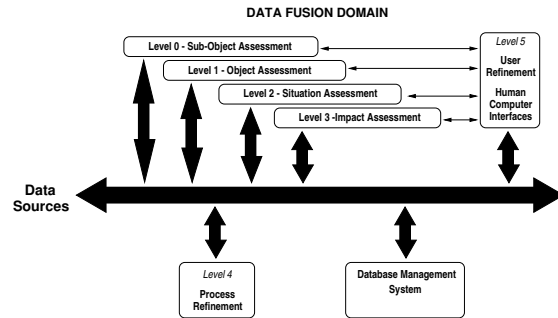 DATA FUSION DOMAIN
Level 0 - Sub-Object Assessment
Level 1 - Object Assessment
Level 2 - Situation Assessment
Level 3 -Impact Assessment
Level 5
User
Refinement
Human
Computer
Interfaces
Data
Sources
Level 4
Process
Refinement
Database Management
System